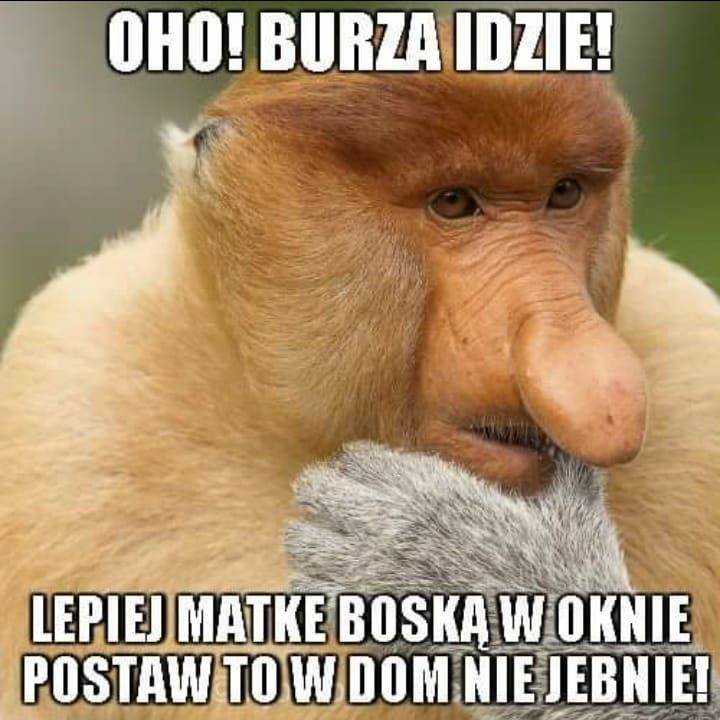 OHO! BURZA IDZIE!
LEPIEJ MATKE BOSKĄ W OKNIE
POSTAW TO W DOM NIE JEBNIE!